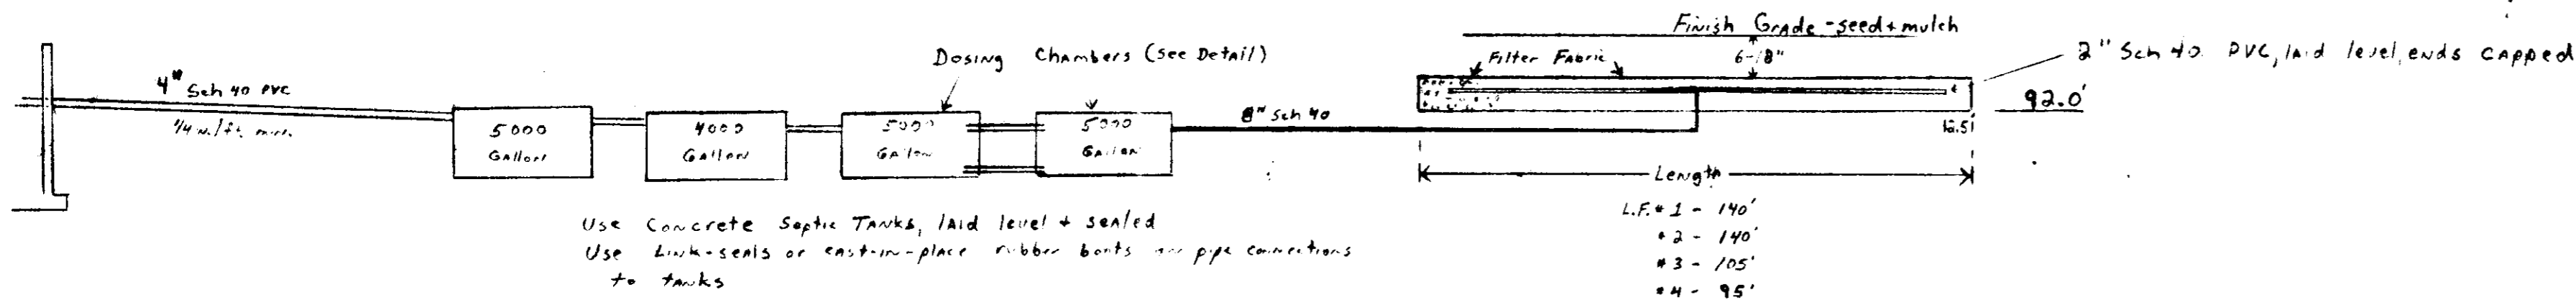 Finish Grade - seed + mulch
6-18"
Filter Fabric
2" Sch 40 PVC, laid level, ends capped
92.0'
Dosing Chambers (See Detail)
4" Sch 40 PVC
1/4 in./ft. min.
5000
Gallon
4000
Gallon
5000
Gallon
5000
Gallon
8" Sch 40
12.5'
Length
L.F. #1 - 140'
#2 - 140'
#3 - 105'
#4 - 95'
Use Concrete Septic Tanks, laid level + sealed
Use Link-seals or cast-in-place rubber boots on pipe connections
to tanks